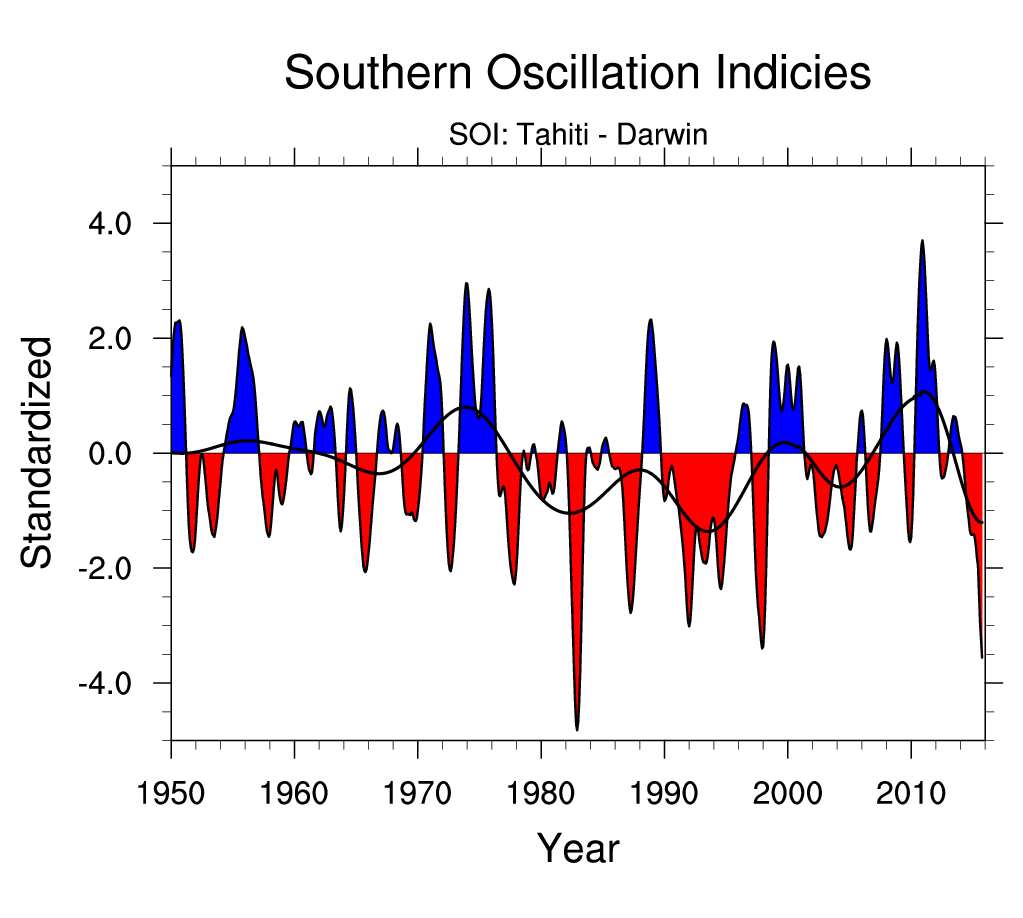 Southern Oscillation Indicies
SOI: Tahiti - Darwin
4.0
2.0
0.0
-2.0
-4.0
Standardized
1950 1960 1970 1980 1990 2000 2010
Year